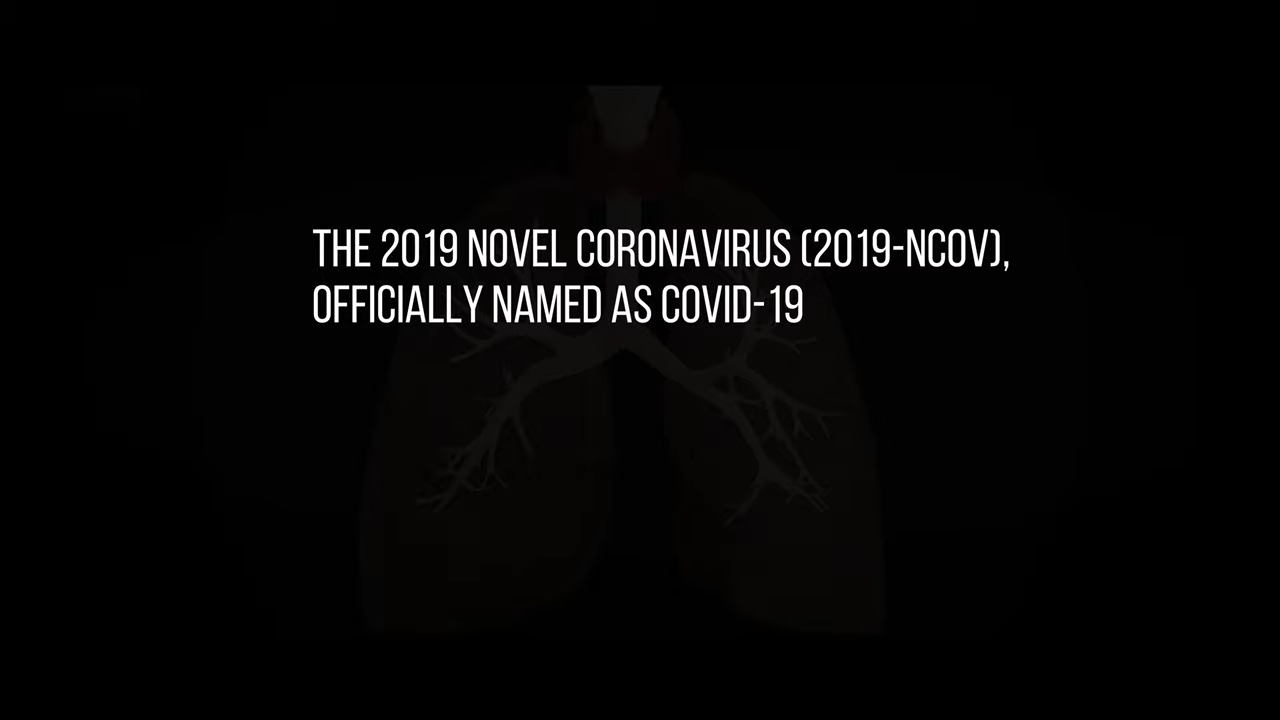 THE 2019 NOVEL CORONAVIRUS (2019-NCOV),
OFFICIALLY NAMED AS COVID-19